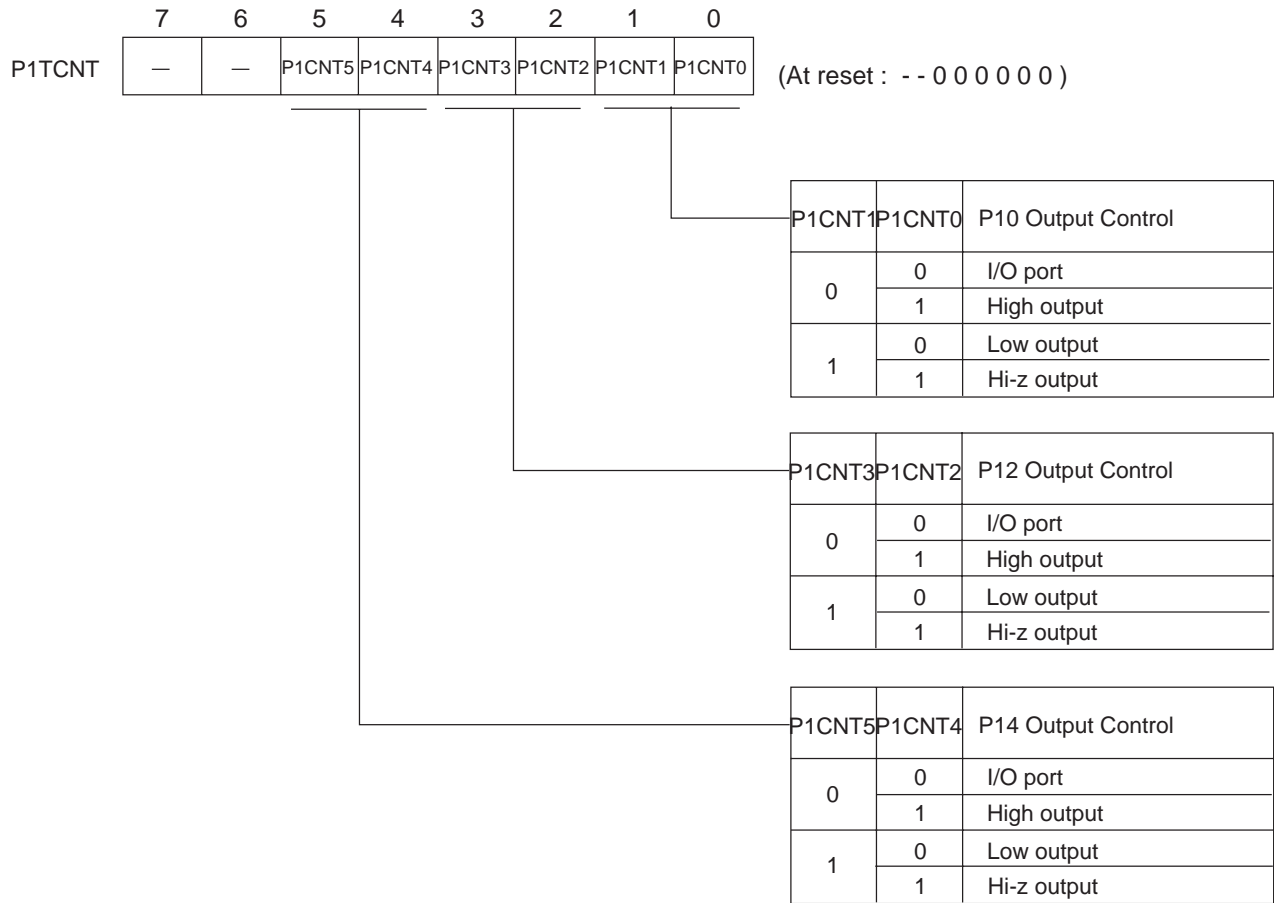 7 6 5 4 3 2 1 0
P1TCNT — — P1CNT5 P1CNT4 P1CNT3 P1CNT2 P1CNT1 P1CNT0 (At reset : - - 0 0 0 0 0 0 )
P1CNT1 P1CNT0 P10 Output Control
0 0 I/O port
1 High output
1 0 Low output
1 Hi-z output
P1CNT3 P1CNT2 P12 Output Control
0 0 I/O port
1 High output
1 0 Low output
1 Hi-z output
P1CNT5 P1CNT4 P14 Output Control
0 0 I/O port
1 High output
1 0 Low output
1 Hi-z output